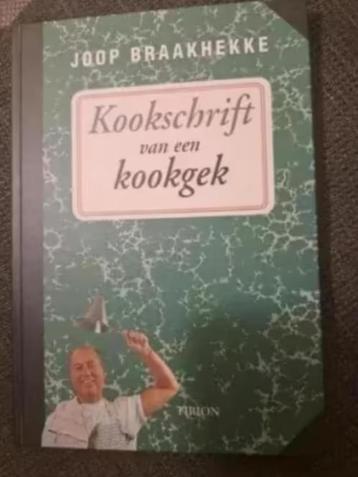 JOOP BRAAKHEKKE
Kookschrift
van een
kookgek
TIRION